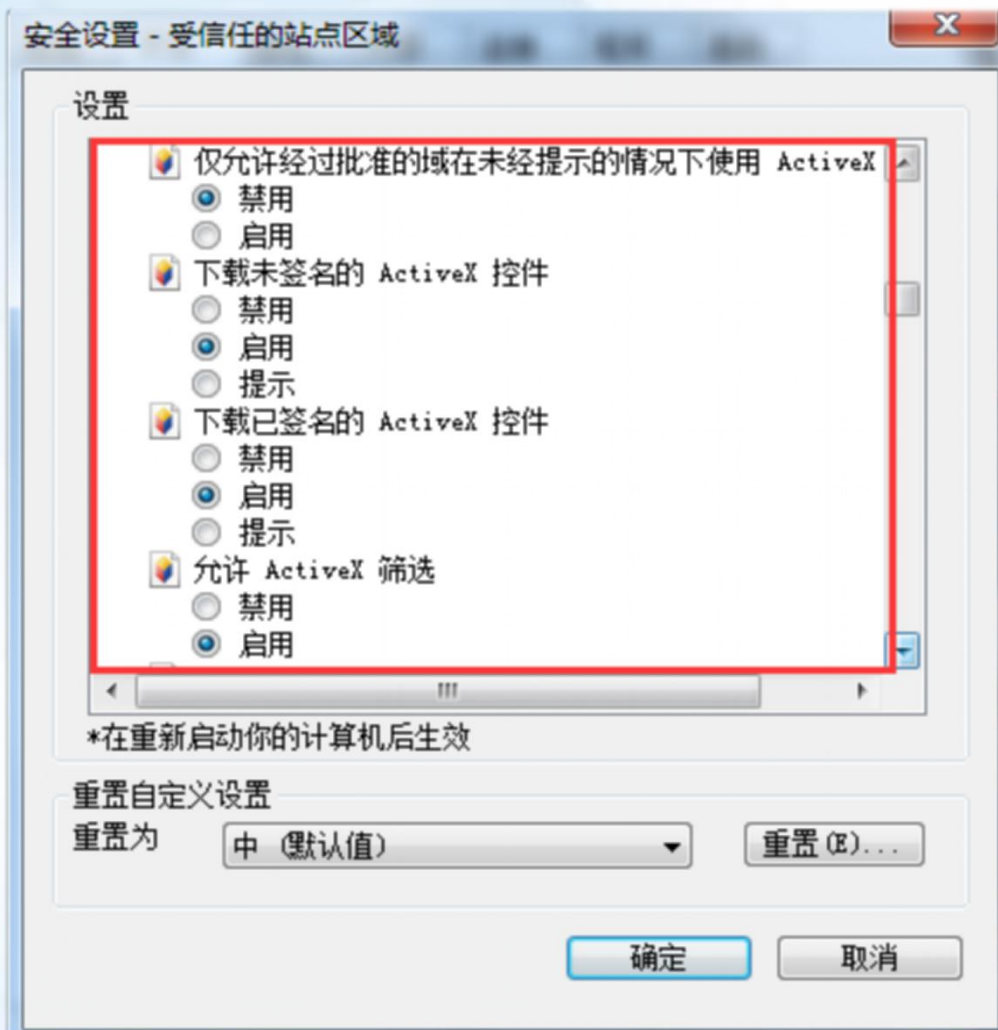 安全设置 - 受信任的站点区域
设置
仅允许经过批准的域在未经提示的情况下使用 ActiveX
禁用
启用
下载未签名的 ActiveX 控件
禁用
启用
提示
下载已签名的 ActiveX 控件
禁用
启用
提示
允许 ActiveX 筛选
禁用
启用
*在重新启动你的计算机后生效
重置自定义设置
重置为
中 (默认值)
重置(E)...
确定
取消